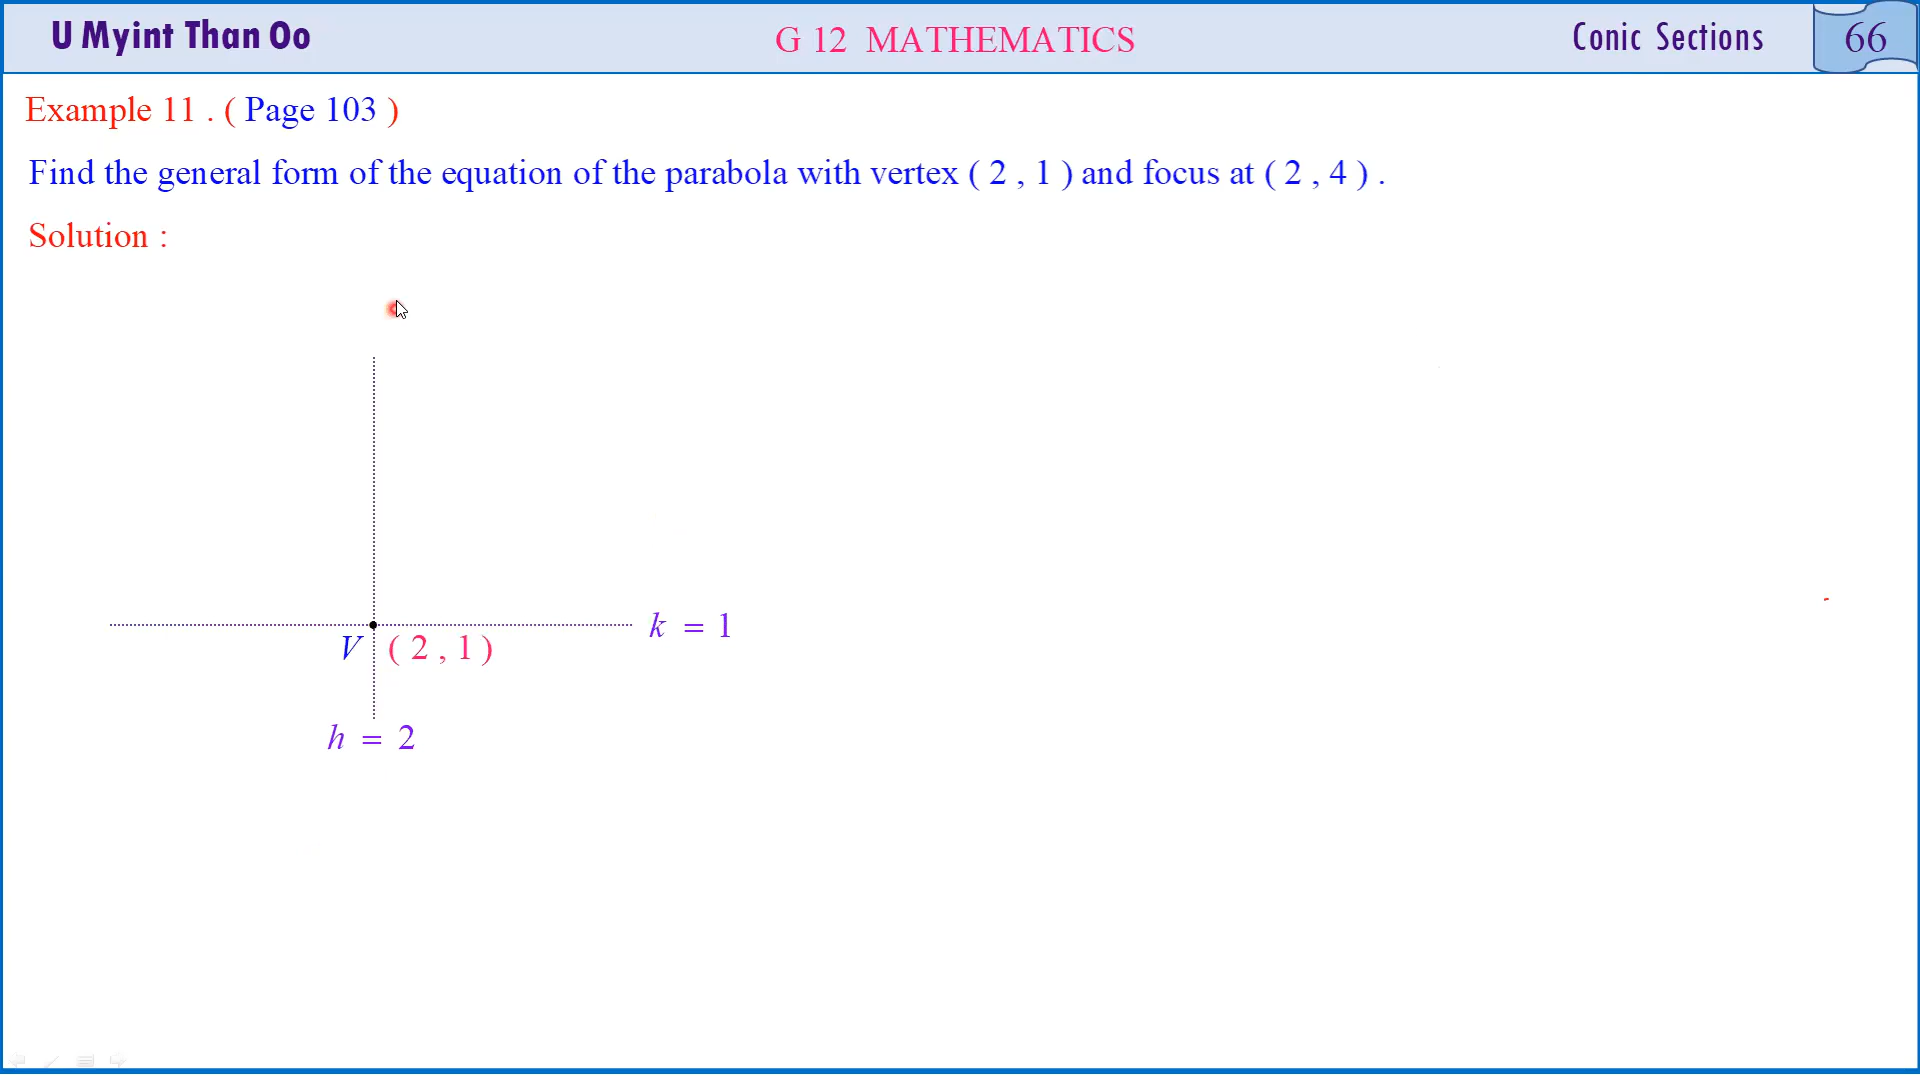 U Myint Than Oo
G 12 MATHEMATICS
Conic Sections
66
Example 11 . ( Page 103 )
Find the general form of the equation of the parabola with vertex ( 2 , 1 ) and focus at ( 2 , 4 ) .
Solution :
k = 1
V ( 2 , 1 )
h = 2